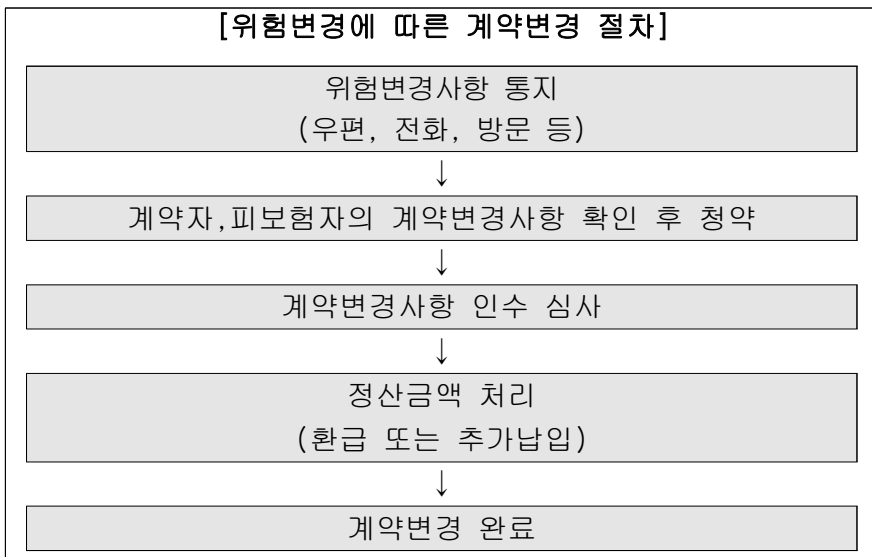 [위험변경에 따른 계약변경 절차]
위험변경사항 통지
(우편, 전화, 방문 등)
↓
계약자,피보험자의 계약변경사항 확인 후 청약
↓
계약변경사항 인수 심사
↓
정산금액 처리
(환급 또는 추가납입)
↓
계약변경 완료